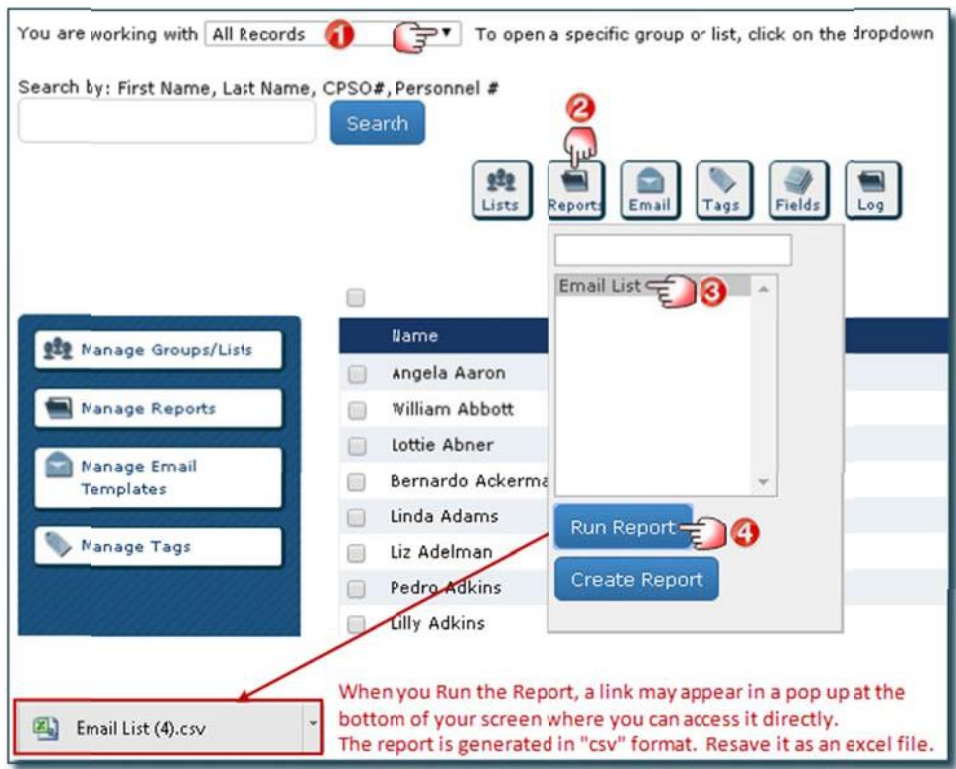 You are working with All Records 1 To open a specific group or list, click on the dropdown
Search by: First Name, Last Name, CPSO#, Personnel #
Search
2
Lists Reports Email Tags Fields Log
Email List 3
Manage Groups/Lists
Manage Reports
Manage Email
Templates
Manage Tags
Name
Angela Aaron
William Abbott
Lottie Abner
Bernardo Ackerma
Linda Adams
Liz Adelman
Pedro Adkins
Lilly Adkins
Run Report 4
Create Report
Email List (4).csv
When you Run the Report, a link may appear in a pop up at the
bottom of your screen where you can access it directly.
The report is generated in "csv" format. Resave it as an excel file.